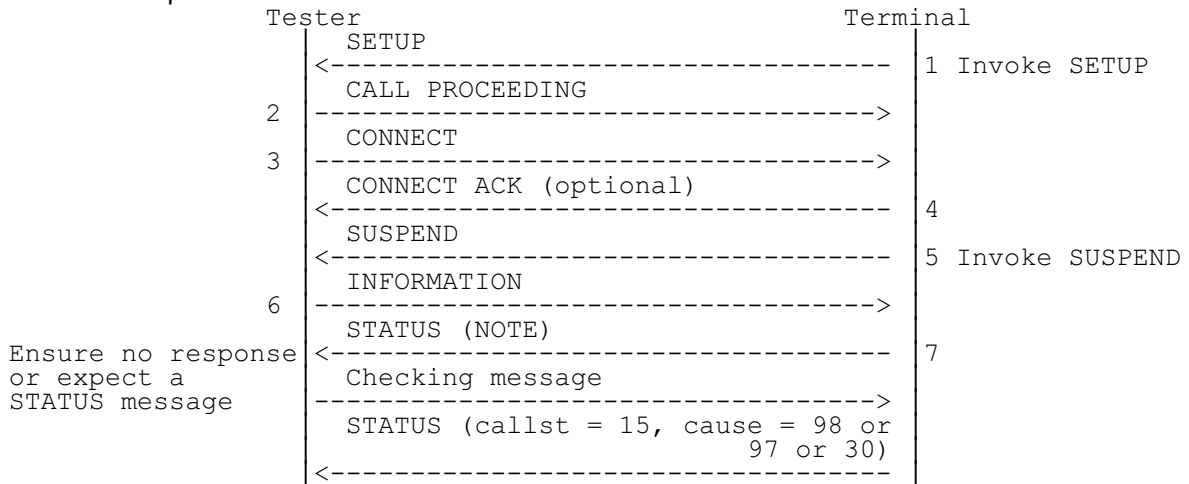 Tester Terminal
SETUP
1 Invoke SETUP
CALL PROCEEDING
2
CONNECT
3
CONNECT ACK (optional)
4
SUSPEND
5 Invoke SUSPEND
INFORMATION
6
STATUS (NOTE)
Ensure no response 7
or expect a Checking message
STATUS message
STATUS (callst = 15, cause = 98 or
97 or 30)